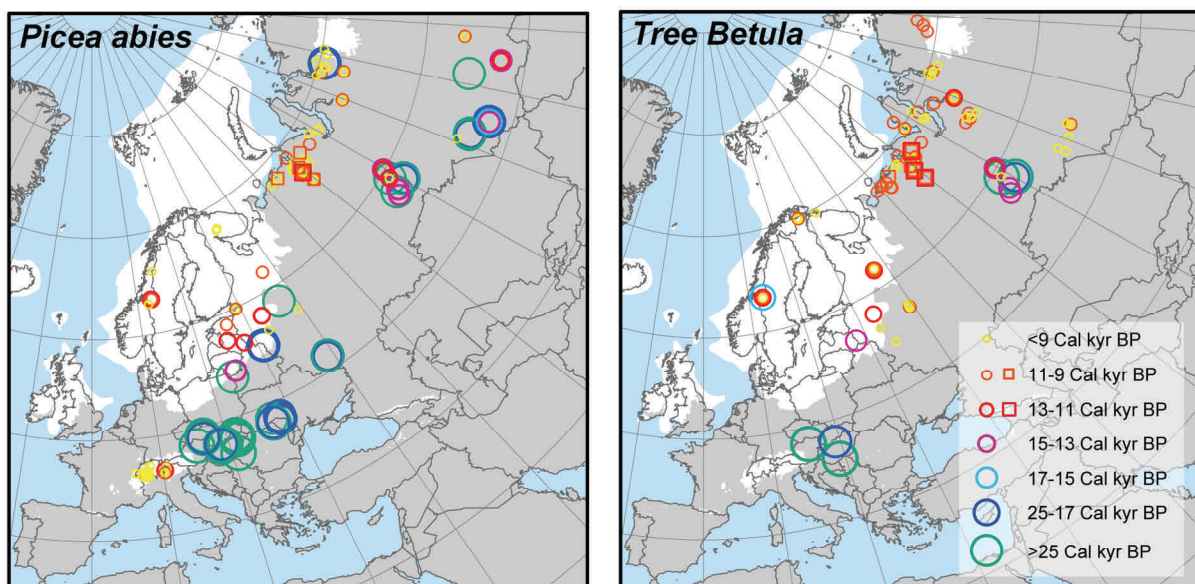 Picea abies
Tree Betula
<9 Cal kyr BP
11-9 Cal kyr BP
13-11 Cal kyr BP
15-13 Cal kyr BP
17-15 Cal kyr BP
25-17 Cal kyr BP
>25 Cal kyr BP